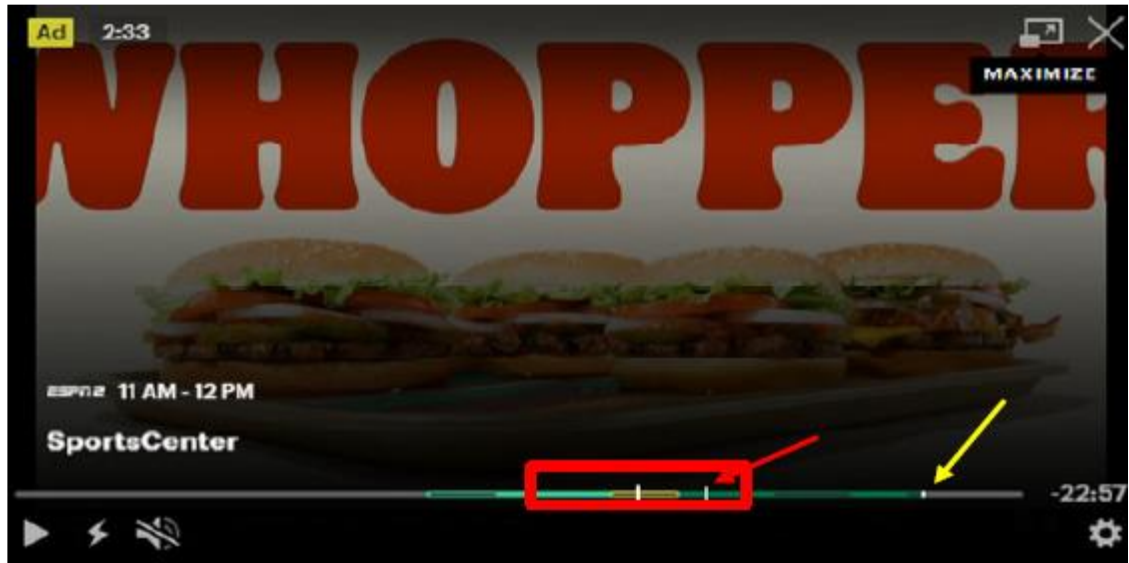 Ad 2:33
MAXIMIZE
WHOPPER
ESPN2 11 AM - 12 PM
SportsCenter
-22:57